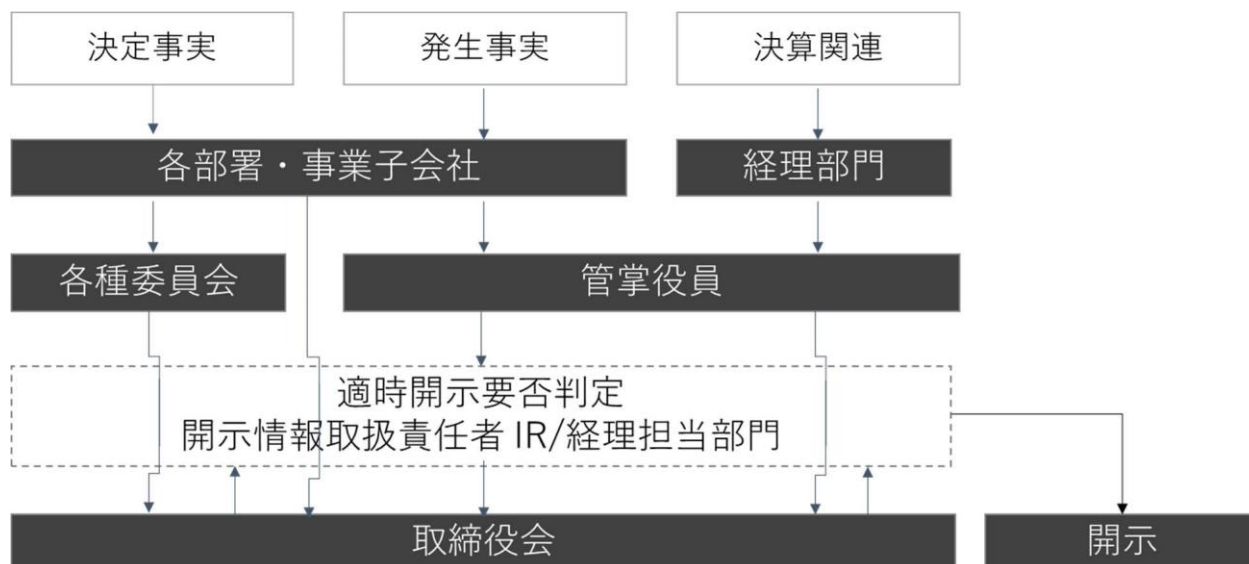 決定事実
発生事実
決算関連
各部署・事業子会社
経理部門
各種委員会
管掌役員
適時開示要否判定
開示情報取扱責任者 IR/経理担当部門
取締役会
開示